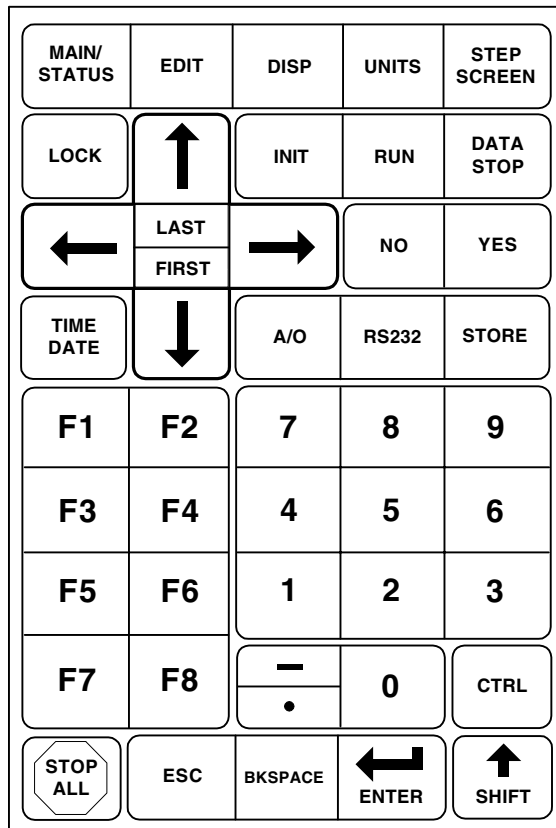 MAIN/
STATUS
EDIT
DISP
UNITS
STEP
SCREEN
LOCK
INIT
RUN
DATA
STOP
LAST
FIRST
NO
YES
TIME
DATE
A/O
RS232
STORE
F1
F2
7
8
9
F3
F4
4
5
6
F5
F6
1
2
3
F7
F8
–
•
0
CTRL
STOP
ALL
ESC
BKSPACE
ENTER
SHIFT